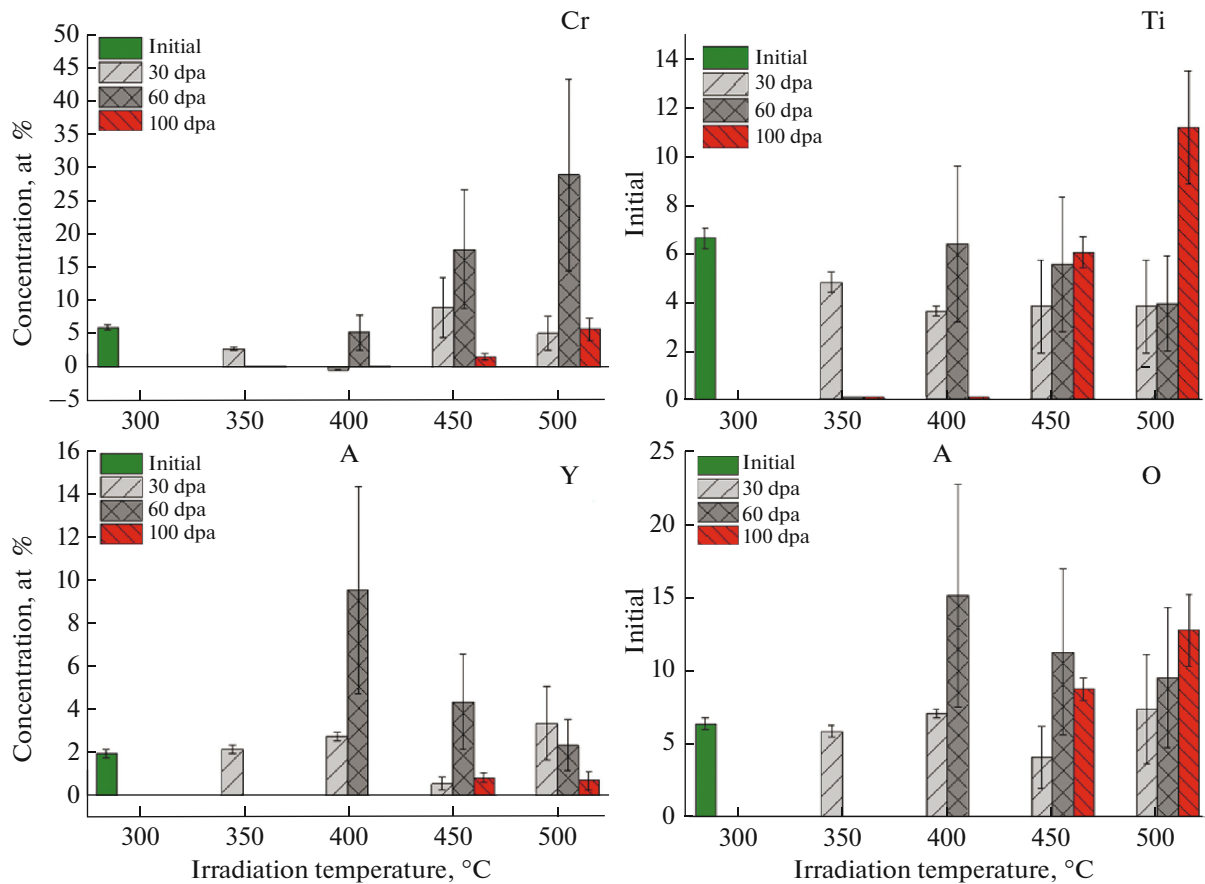 Cr
50
45
40
35
30
25
20
15
10
5
0
−5
Concentration, at %
Initial
30 dpa
60 dpa
100 dpa
300 350 400 450 500
Ti
14
12
10
8
6
4
2
0
Initial
Initial
30 dpa
60 dpa
100 dpa
300 350 400 450 500
A
Y
16
14
12
10
8
6
4
2
0
Concentration, at %
Initial
30 dpa
60 dpa
100 dpa
300 350 400 450 500
Irradiation temperature, °C
A
O
25
20
15
10
5
0
Initial
Initial
30 dpa
60 dpa
100 dpa
300 350 400 450 500
Irradiation temperature, °C